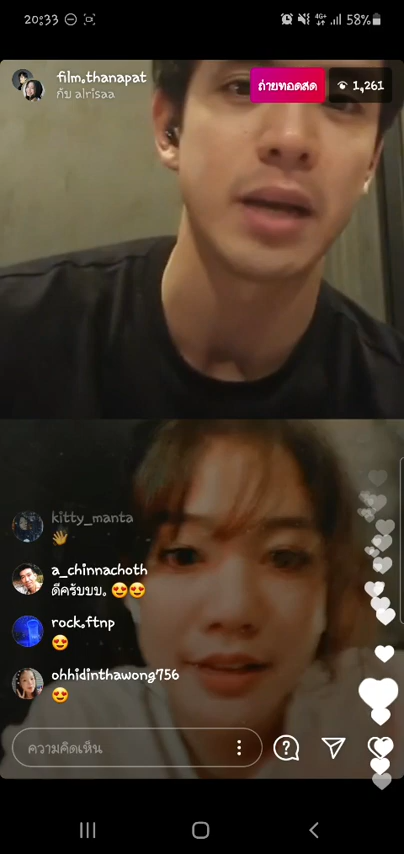 20:33
4G+
58%
film.thanapat
กับ alrisaa
ถ่ายทอดสด
1,261
kitty_manta
👋
a_chinnachoth
ดีครับบบ. 😍😍
rock.ftnp
😍
ohhidinthawong756
😍
ความคิดเห็น